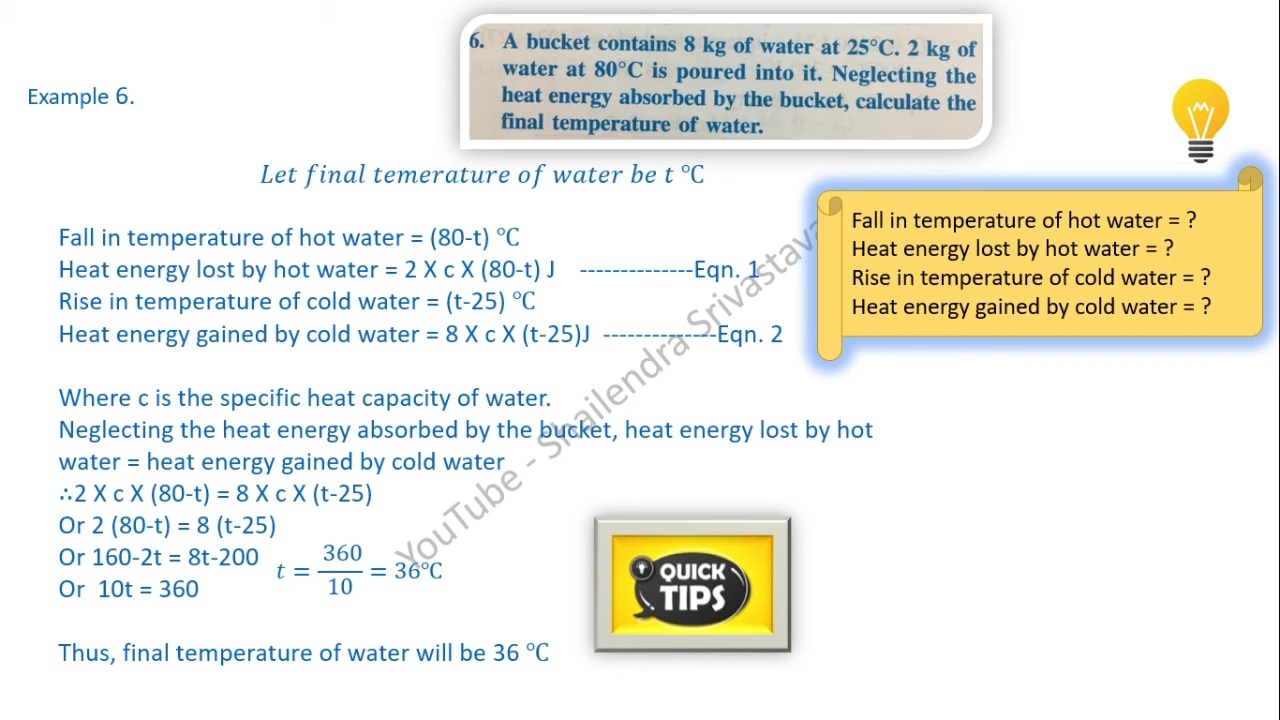 6. A bucket contains 8 kg of water at 25°C. 2 kg of
water at 80°C is poured into it. Neglecting the
heat energy absorbed by the bucket, calculate the
final temperature of water.
Example 6.
Let final temerature of water be t °C
Fall in temperature of hot water = (80-t) °C
Heat energy lost by hot water = 2 X c X (80-t) J --------------Eqn. 1
Rise in temperature of cold water = (t-25) °C
Heat energy gained by cold water = 8 X c X (t-25)J --------------Eqn. 2
Fall in temperature of hot water = ?
Heat energy lost by hot water = ?
Rise in temperature of cold water = ?
Heat energy gained by cold water = ?
Where c is the specific heat capacity of water.
Neglecting the heat energy absorbed by the bucket, heat energy lost by hot
water = heat energy gained by cold water
∴2 X c X (80-t) = 8 X c X (t-25)
Or 2 (80-t) = 8 (t-25)
Or 160-2t = 8t-200
Or 10t = 360
t = 360/10 = 36°C
Thus, final temperature of water will be 36 °C
QUICK
TIPS
YouTube - Shailendra Srivastava